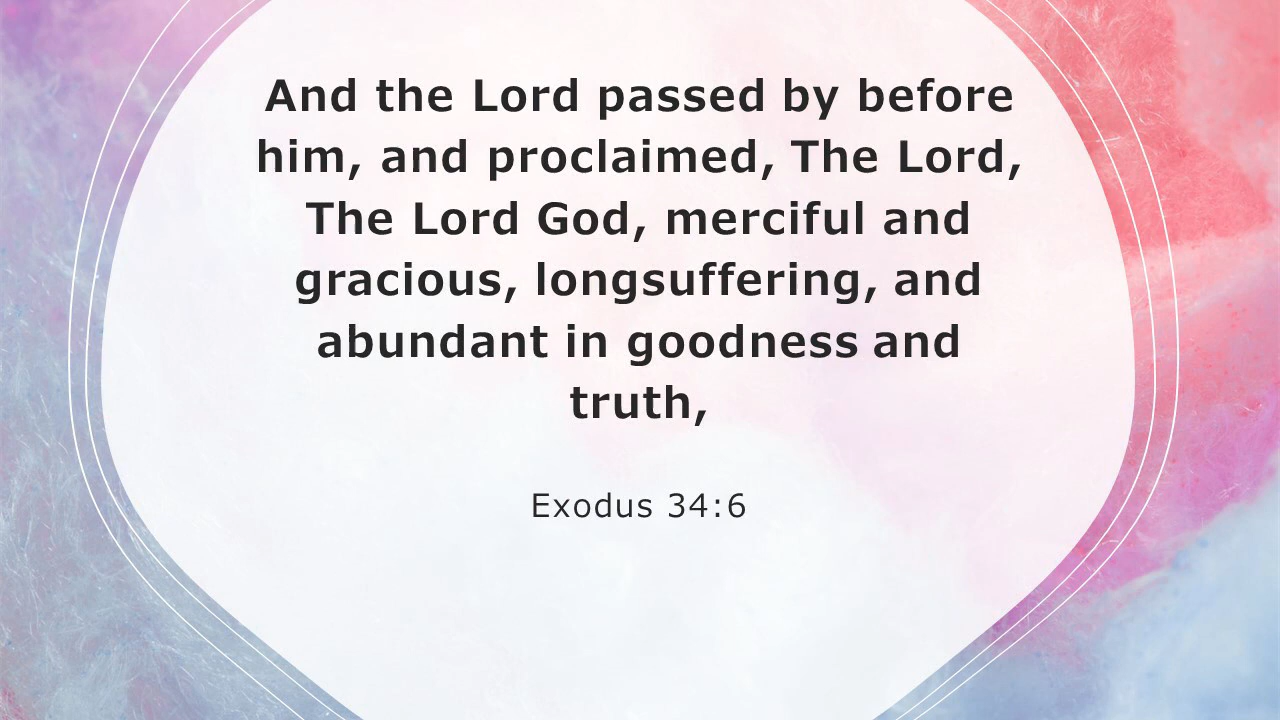 And the Lord passed by before
him, and proclaimed, The Lord,
The Lord God, merciful and
gracious, longsuffering, and
abundant in goodness and
truth,
Exodus 34:6